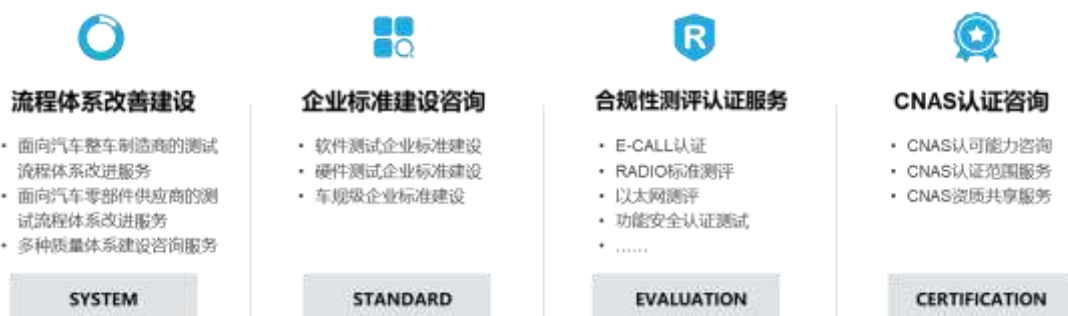 R
流程体系改善建设
• 面向汽车整车制造商的测试
流程体系改进服务
• 面向汽车零部件供应商的测
试流程体系改进服务
• 多种质量体系建设咨询服务
SYSTEM
企业标准建设咨询
• 软件测试企业标准建设
• 硬件测试企业标准建设
• 车规级企业标准建设
STANDARD
合规性测评认证服务
• E-CALL认证
• RADIO标准测评
• 以太网测评
• 功能安全认证测试
• ......
EVALUATION
CNAS认证咨询
• CNAS认可能力咨询
• CNAS认证范围服务
• CNAS资质共享服务
CERTIFICATION